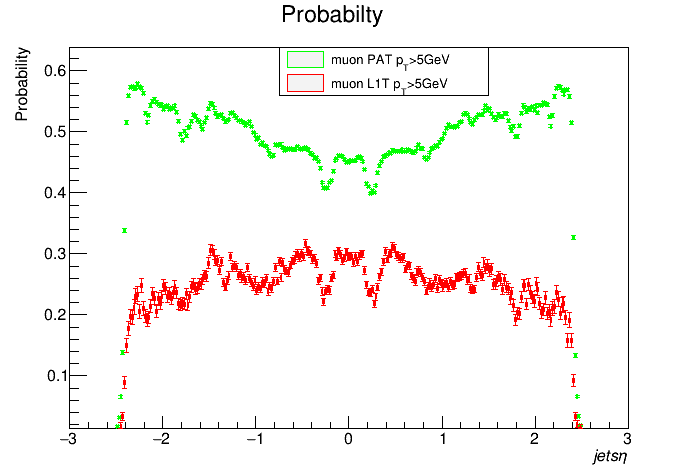 Probabilty
Probability
muon PAT p_T>5GeV
muon L1T p_T>5GeV
0.6
0.5
0.4
0.3
0.2
0.1
−3 −2 −1 0 1 2 3
jetsη